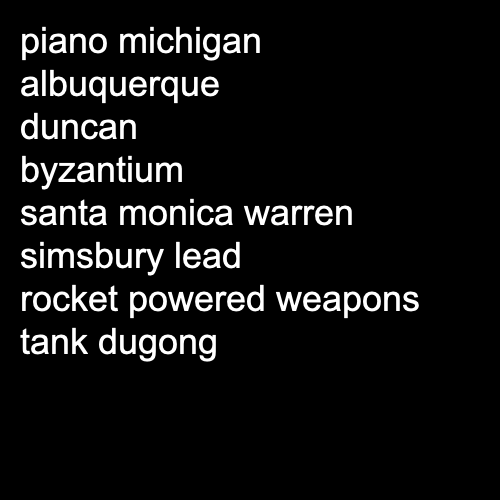 piano michigan
albuquerque
duncan
byzantium
santa monica warren
simsbury lead
rocket powered weapons
tank dugong